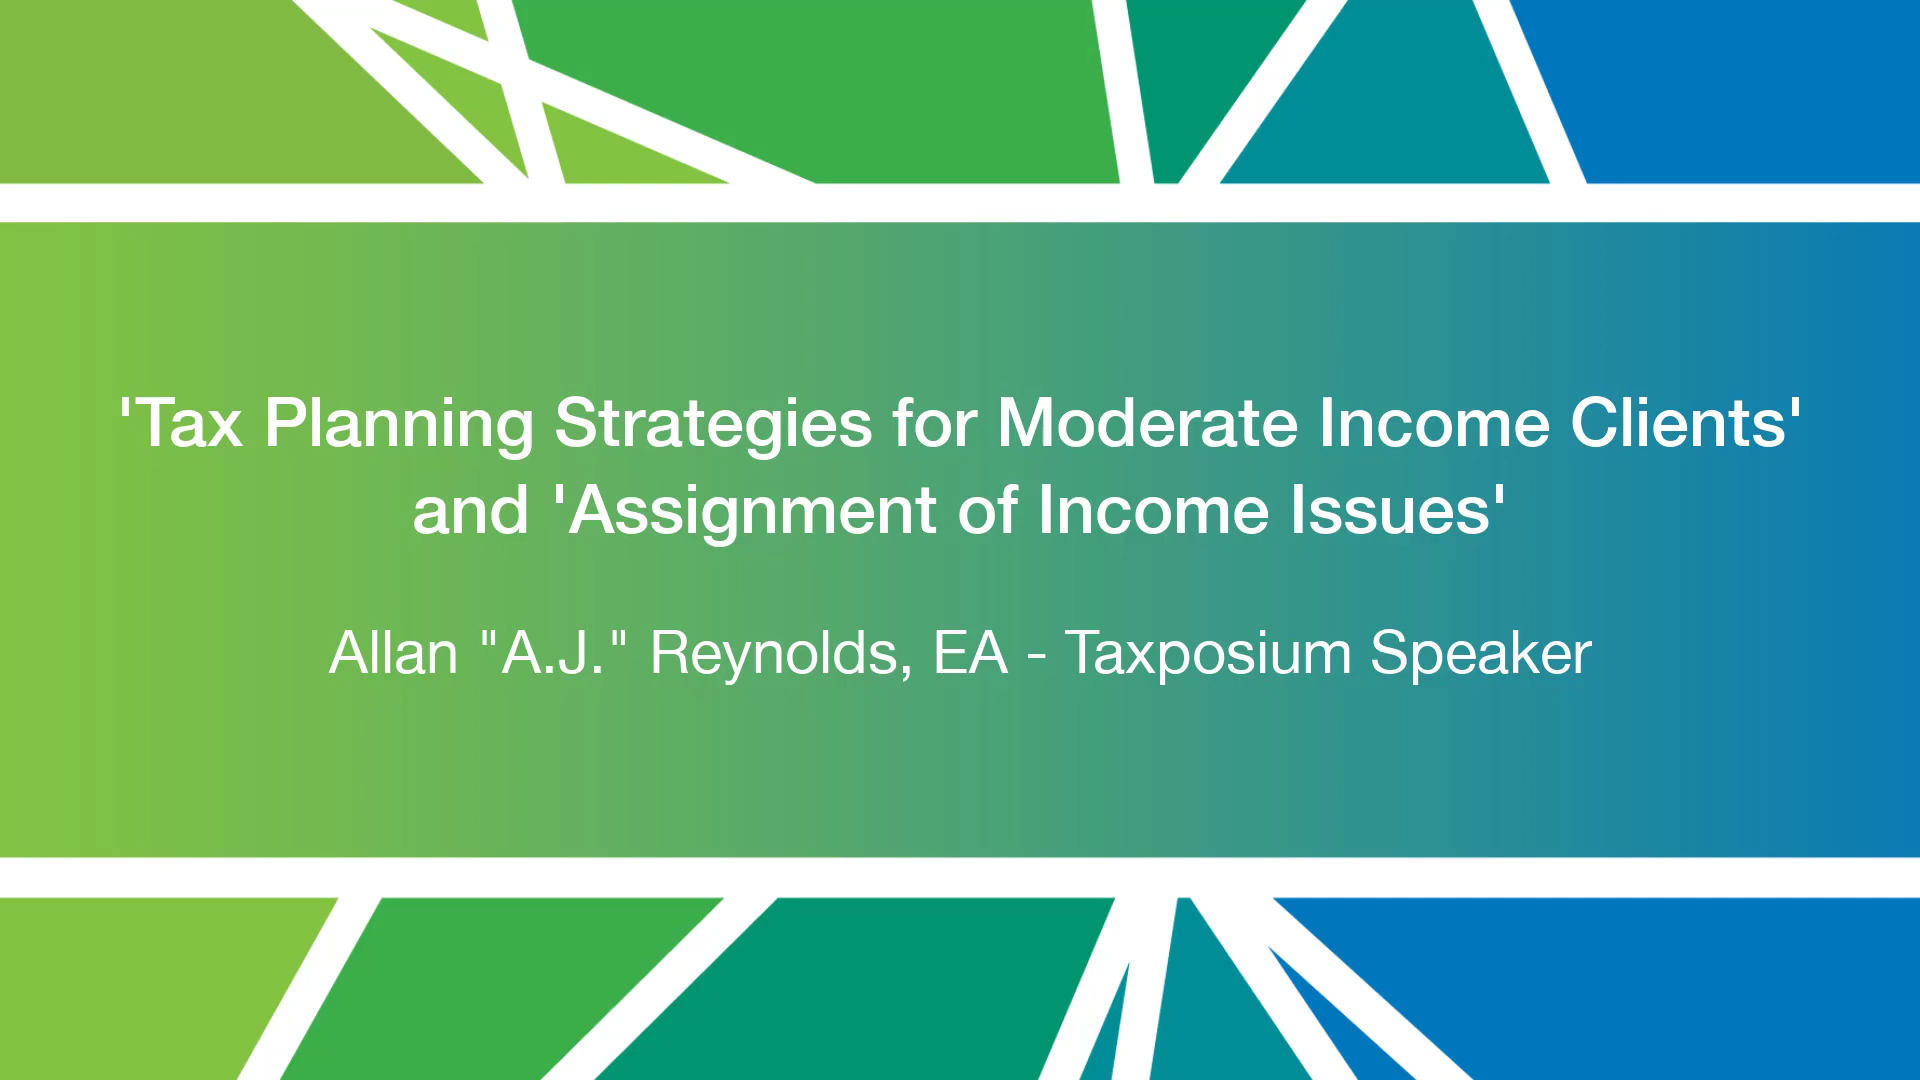 'Tax Planning Strategies for Moderate Income Clients'
and 'Assignment of Income Issues'
Allan "A.J." Reynolds, EA - Taxposium Speaker